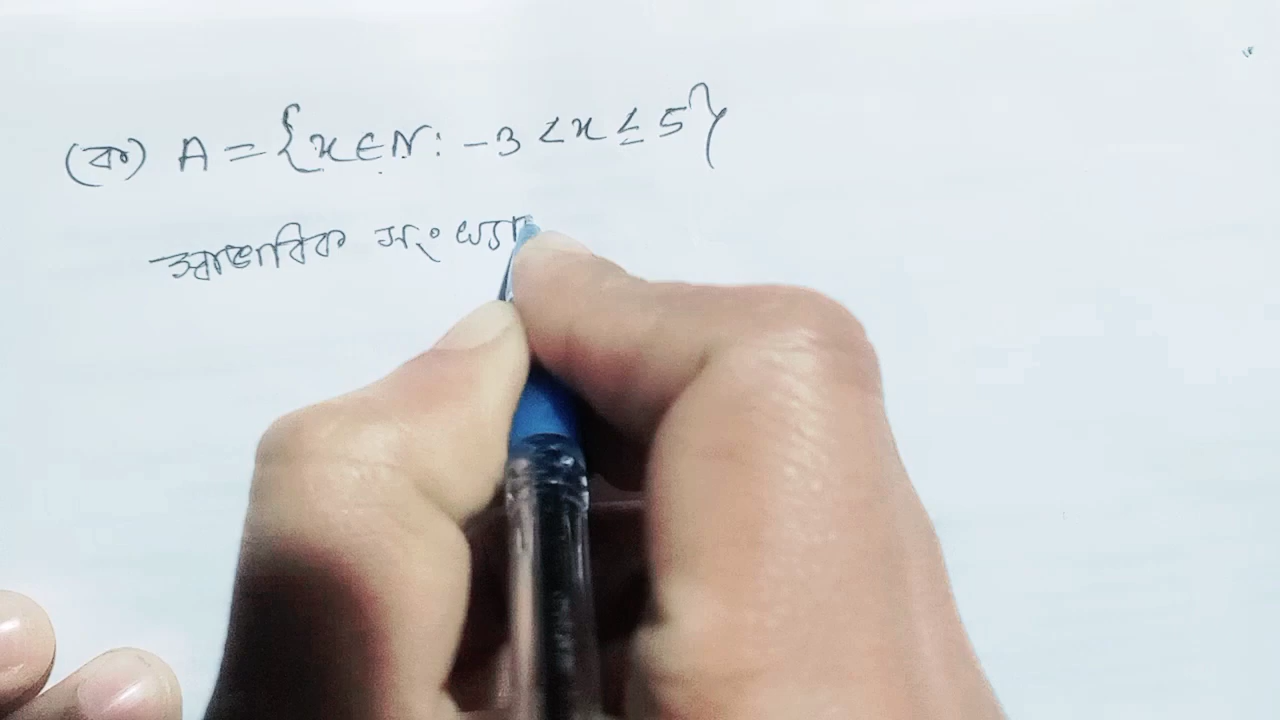 (ক) A = {x ∈ N : -3 < x ≤ 5}
স্বাভাবিক সংখ্যা